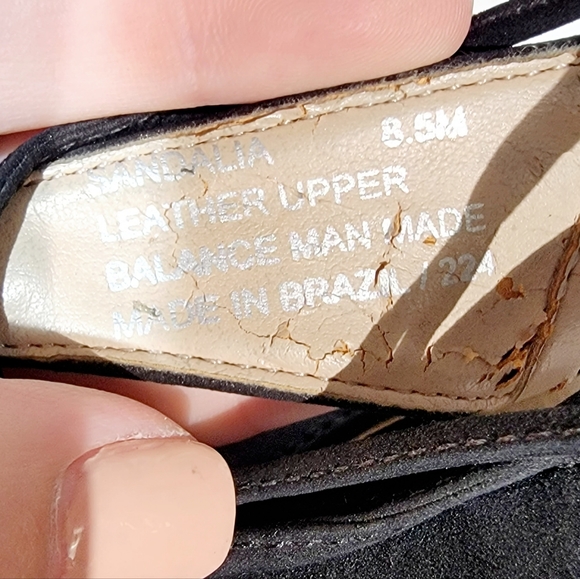 SANDALIA 8.5M
LEATHER UPPER
BALANCE MAN MADE
MADE IN BRAZIL / 224